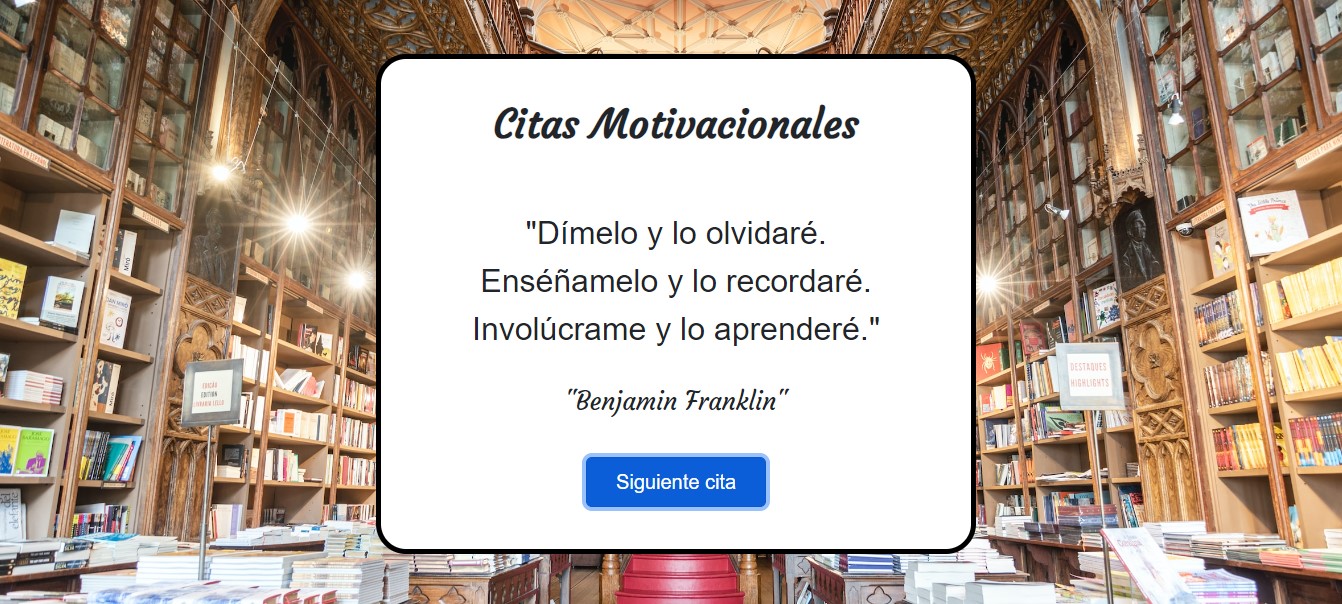 Citas Motivacionales
"Dímelo y lo olvidaré.
Enséñamelo y lo recordaré.
Involúcrame y lo aprenderé."
"Benjamin Franklin"
Siguiente cita
EDIÇÃO
EDITION
LIVRARIA LELLO
DESTAQUES
HIGHLIGHTS